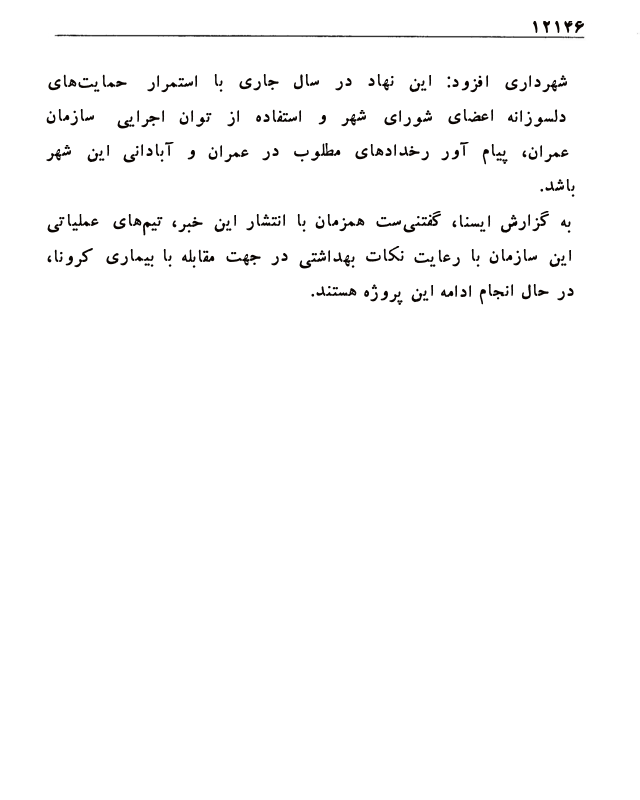 ۱۲۱۴۶
شهرداری افزود: این نهاد در سال جاری با استمرار حمایت‌های
دلسوزانه اعضای شورای شهر و استفاده از توان اجرایی سازمان
عمران، پیام آور رخدادهای مطلوب در عمران و آبادانی این شهر
باشد.
به گزارش ایسنا، گفتنی‌ست همزمان با انتشار این خبر، تیم‌های عملیاتی
این سازمان با رعایت نکات بهداشتی در جهت مقابله با بیماری کرونا،
در حال انجام ادامه این پروژه هستند.